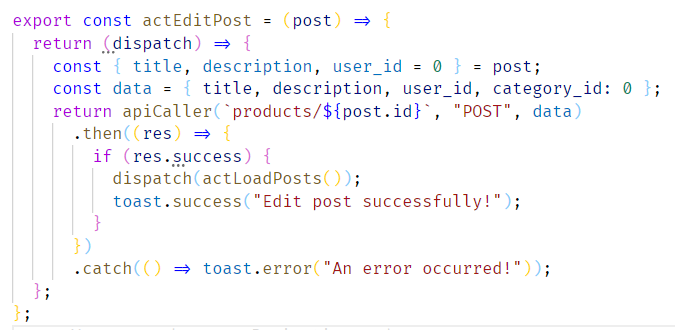 export const actEditPost = (post) => {
return (dispatch) => {
const { title, description, user_id = 0 } = post;
const data = { title, description, user_id, category_id: 0 };
return apiCaller(`products/${post.id}`, "POST", data)
.then((res) => {
if (res.success) {
dispatch(actLoadPosts());
toast.success("Edit post successfully!");
}
})
.catch(() => toast.error("An error occurred!"));
};
};